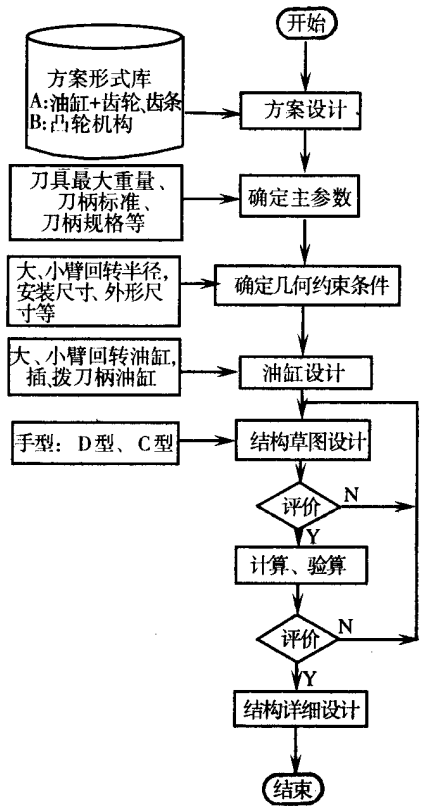 开始
方案形式库
A:油缸+齿轮、齿条
B:凸轮机构
方案设计
刀具最大重量、
刀柄标准、
刀柄规格等
确定主参数
大、小臂回转半径,
安装尺寸、外形尺
寸等
确定几何约束条件
大、小臂回转油缸,
插、拨刀柄油缸
油缸设计
手型: D型、C型
结构草图设计
评价
N
Y
计算、验算
评价
N
Y
结构详细设计
结束